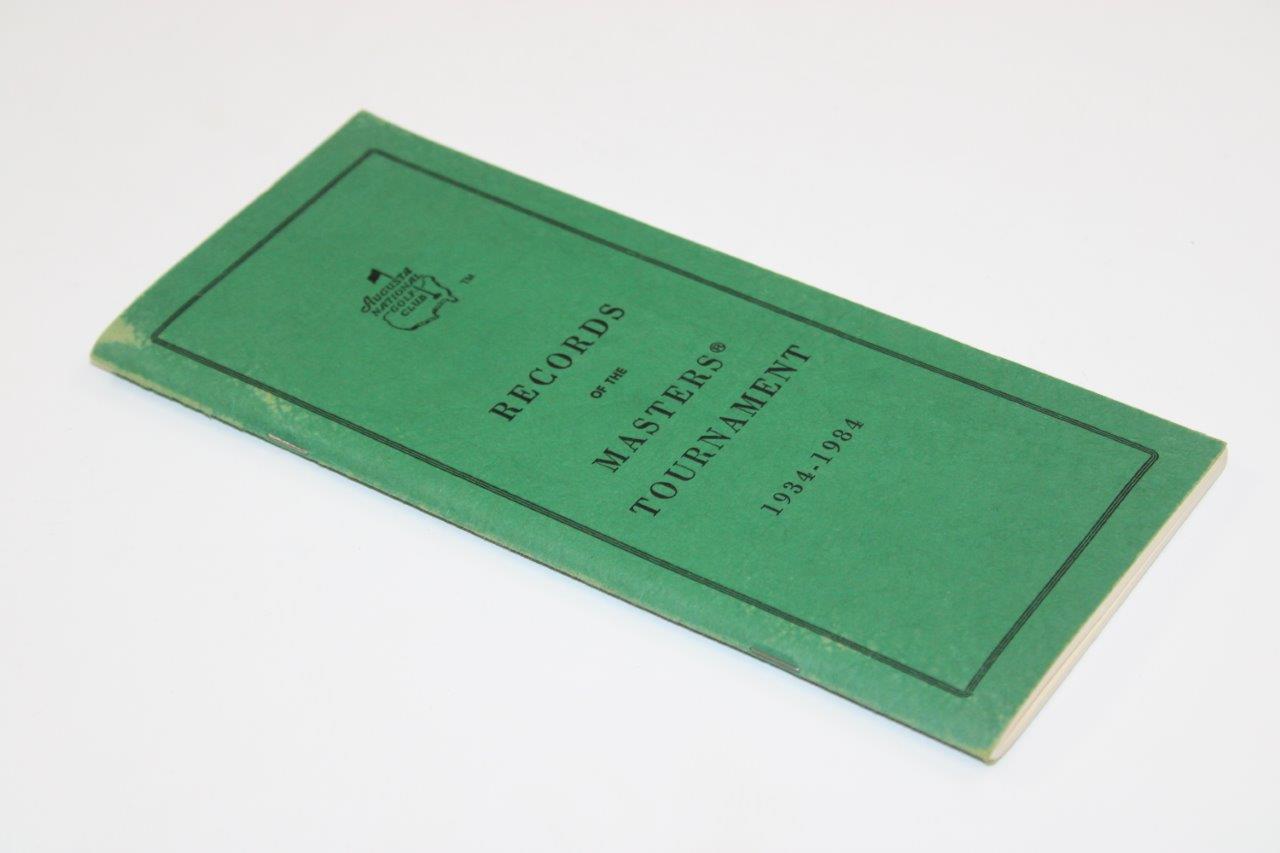 AUGUSTA
NATIONAL
GOLF
CLUB
TM
RECORDS
OF THE
MASTERS®
TOURNAMENT
1934-1984